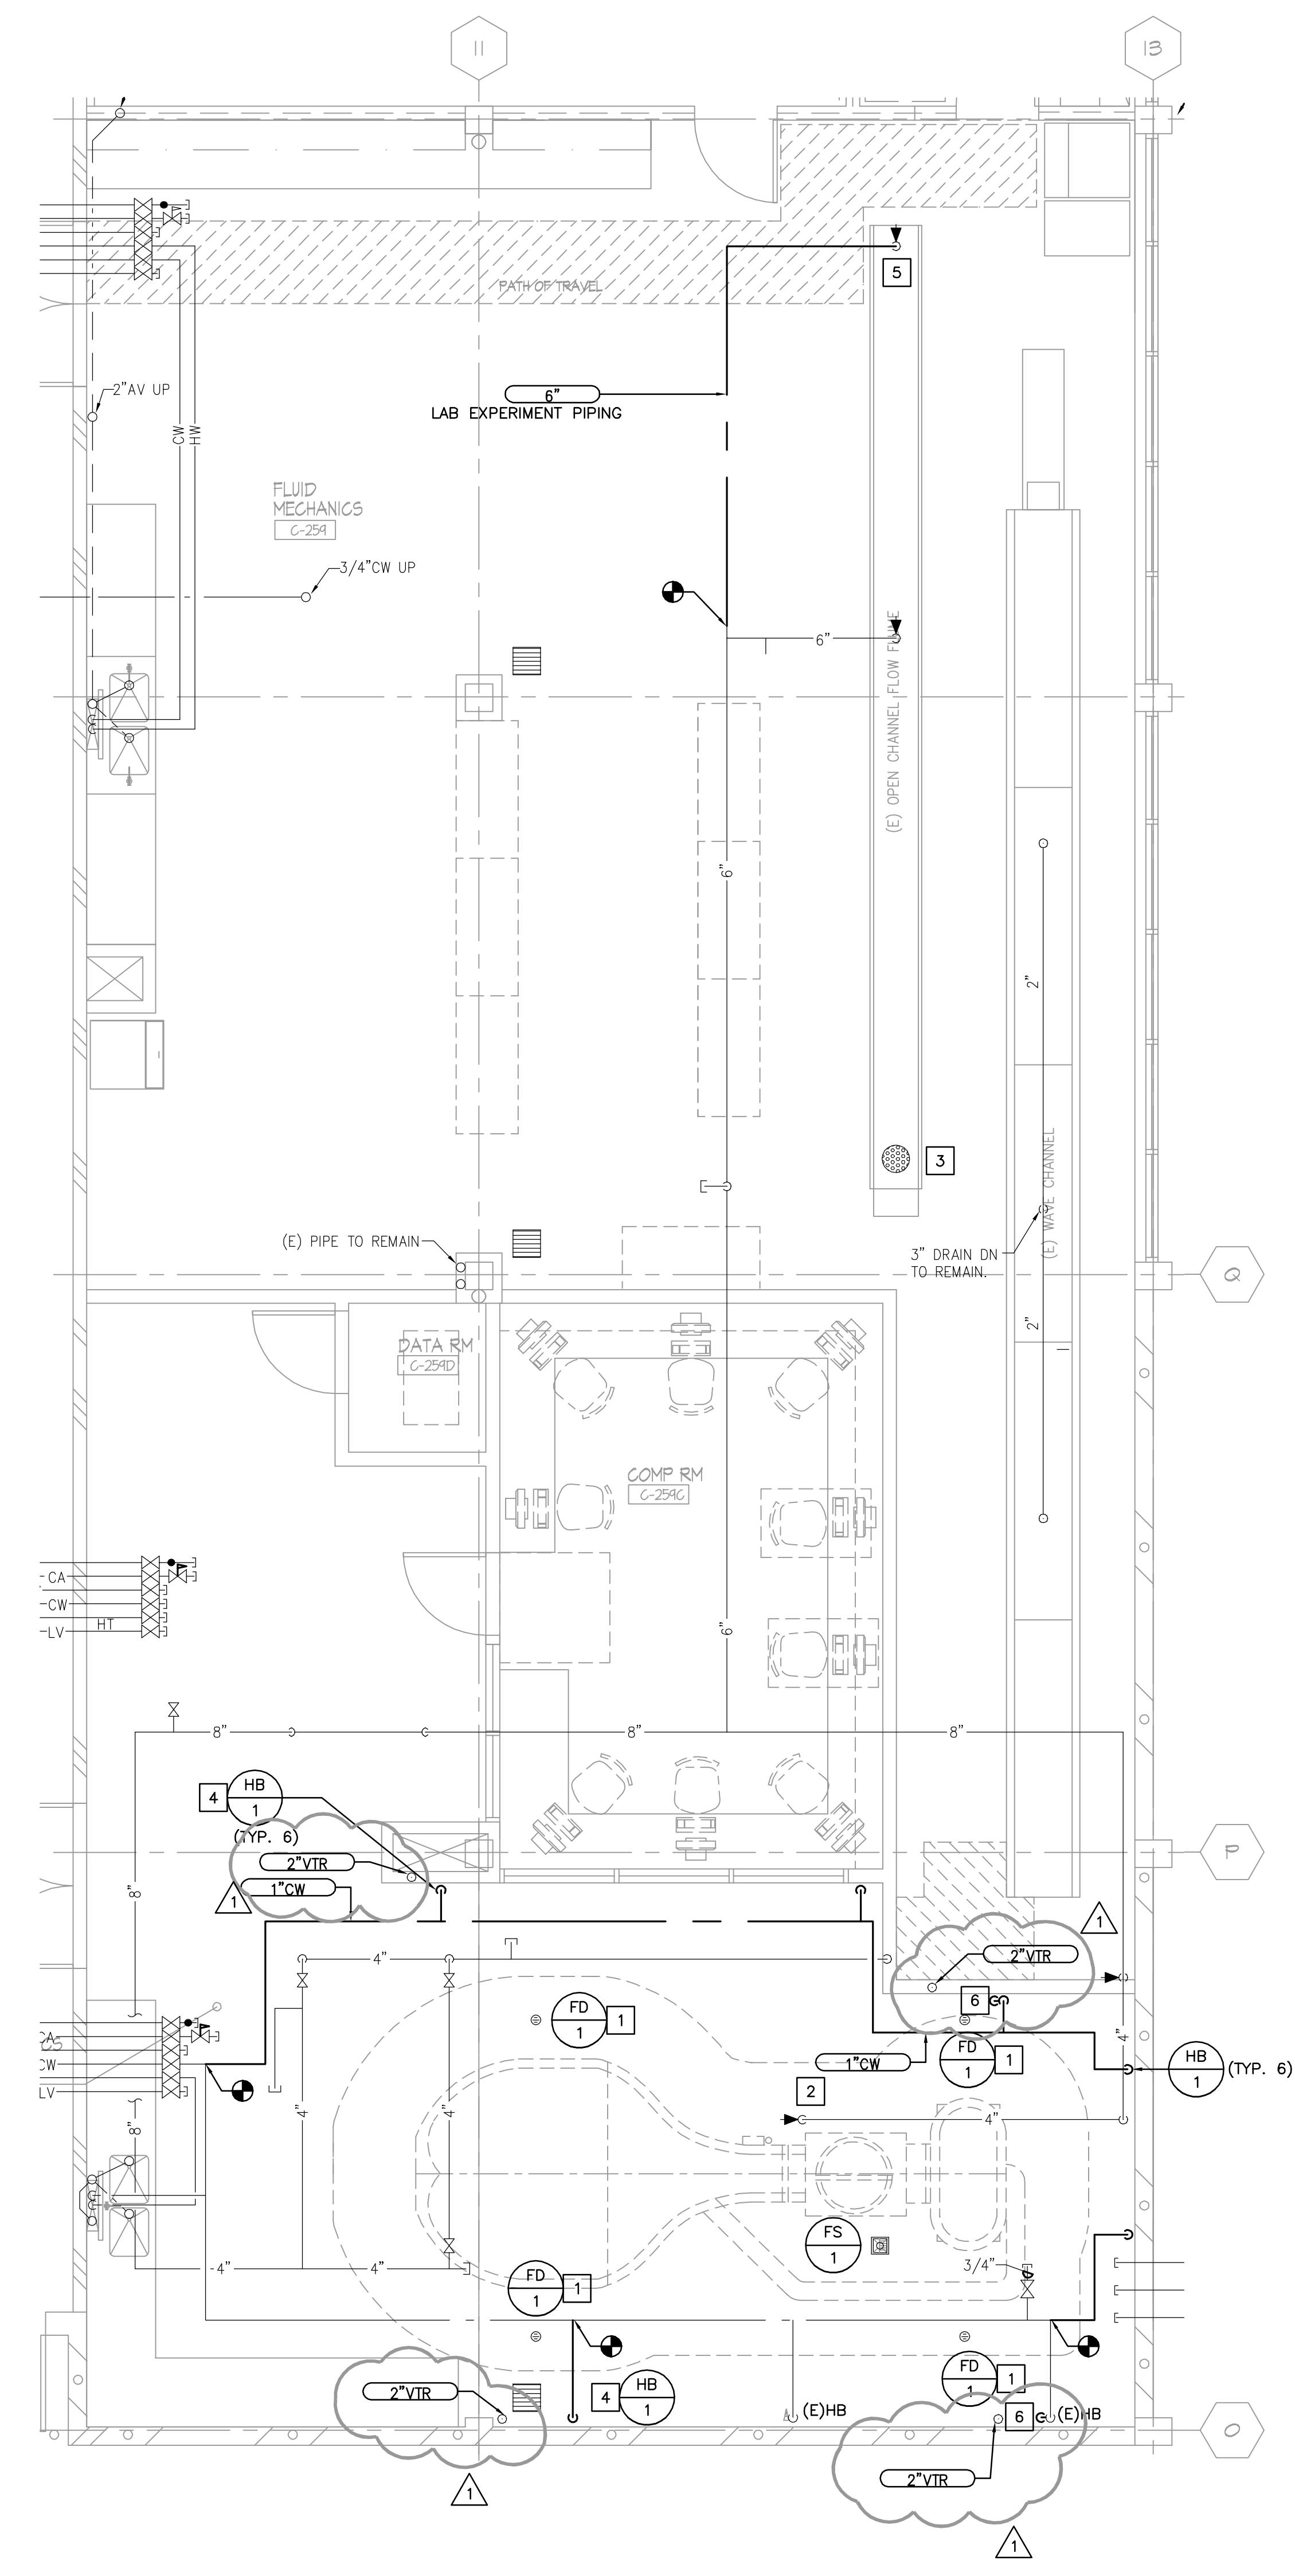 11
13
PATH OF TRAVEL
5
2"AV UP
6"
LAB EXPERIMENT PIPING
CW
HW
FLUID
MECHANICS
C-259
3/4"CW UP
6"
(E) OPEN CHANNEL FLOW FLUME
6"
2"
3
(E) WAVE CHANNEL
(E) PIPE TO REMAIN
3" DRAIN DN
TO REMAIN.
Q
2"
DATA RM
C-259D
COMP RM
C-259C
CA
CW
HT
LV
6"
8"
8"
8"
4
HB
1
(TYP. 6)
2"VTR
1"CW
1
8"
P
1
2"VTR
4"
6
FD
1
1
4"
1"CW
FD
1
1
HB
1
(TYP. 6)
2
CA
CW
LV
8"
4"
4"
4"
FS
1
3/4"
4"
4"
FD
1
1
FD
1
1
2"VTR
4
HB
1
(E)HB
6
(E)HB
O
2"VTR
1
1